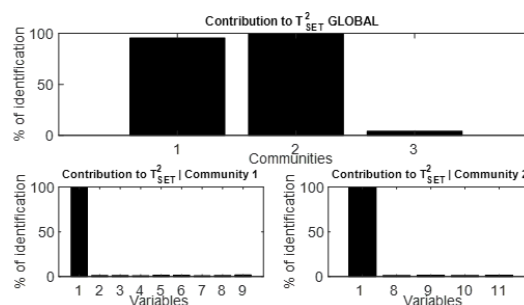 Contribution to T²SET GLOBAL
% of identification
100
50
0
1 2 3
Communities
Contribution to T²SET | Community 1
% of identification
100
50
0
1 2 3 4 5 6 7 8 9
Variables
Contribution to T²SET | Community 2
% of identification
100
50
0
1 8 9 10 11
Variables